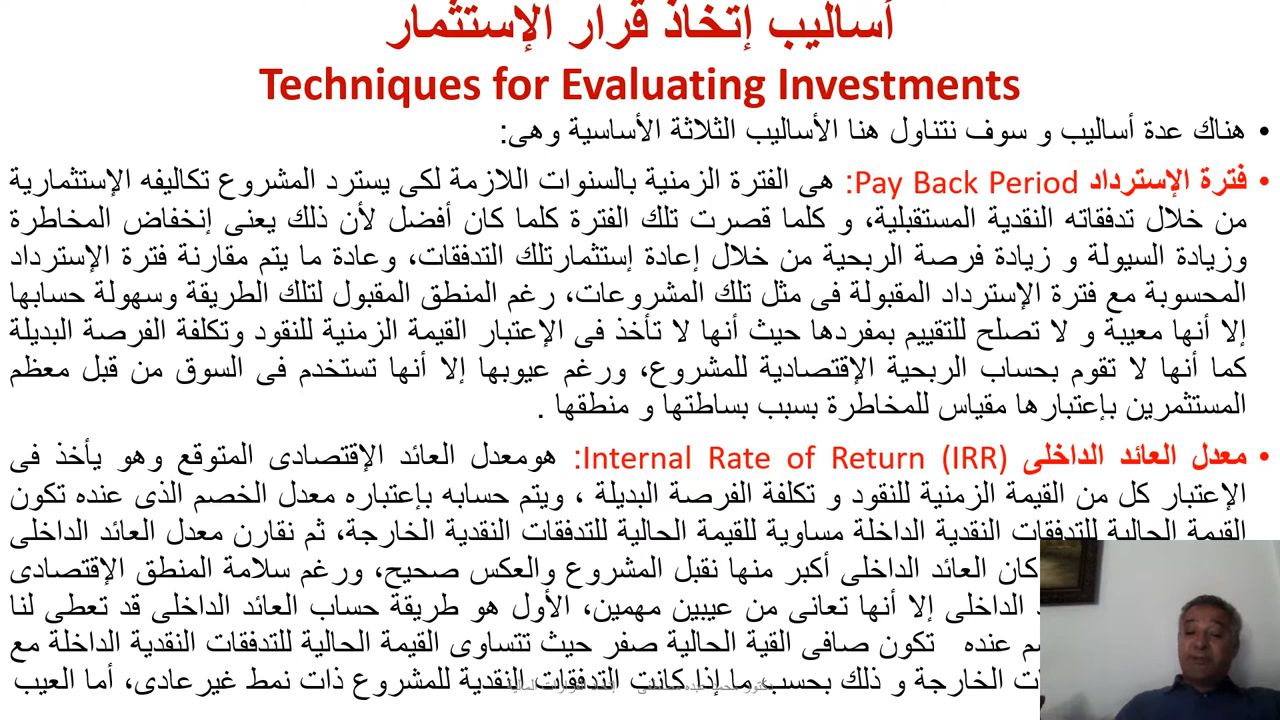 أساليب إتخاذ قرار الإستثمار
Techniques for Evaluating Investments
• هناك عدة أساليب و سوف نتناول هنا الأساليب الثلاثة الأساسية وهى:
• فترة الإسترداد Pay Back Period: هى الفترة الزمنية بالسنوات اللازمة لكى يسترد المشروع تكاليفه الإستثمارية
من خلال تدفقاته النقدية المستقبلية، و كلما قصرت تلك الفترة كلما كان أفضل لأن ذلك يعنى إنخفاض المخاطرة
وزيادة السيولة و زيادة فرصة الربحية من خلال إعادة إستثمارتلك التدفقات، وعادة ما يتم مقارنة فترة الإسترداد
المحسوبة مع فترة الإسترداد المقبولة فى مثل تلك المشروعات، رغم المنطق المقبول لتلك الطريقة وسهولة حسابها
إلا أنها معيبة و لا تصلح للتقييم بمفردها حيث أنها لا تأخذ فى الإعتبار القيمة الزمنية للنقود وتكلفة الفرصة البديلة
كما أنها لا تقوم بحساب الربحية الإقتصادية للمشروع، ورغم عيوبها إلا أنها تستخدم فى السوق من قبل معظم
المستثمرين بإعتبارها مقياس للمخاطرة بسبب بساطتها و منطقها .
• معدل العائد الداخلى Internal Rate of Return (IRR): هومعدل العائد الإقتصادى المتوقع وهو يأخذ فى
الإعتبار كل من القيمة الزمنية للنقود و تكلفة الفرصة البديلة ، ويتم حسابه بإعتباره معدل الخصم الذى عنده تكون
القيمة الحالية للتدفقات النقدية الداخلة مساوية للقيمة الحالية للتدفقات النقدية الخارجة، ثم نقارن معدل العائد الداخلى
كان العائد الداخلى أكبر منها نقبل المشروع والعكس صحيح، ورغم سلامة المنطق الإقتصادى
الداخلى إلا أنها تعانى من عيبين مهمين، الأول هو طريقة حساب العائد الداخلى قد تعطى لنا
عنده تكون صافى القية الحالية صفر حيث تتساوى القيمة الحالية للتدفقات النقدية الداخلة مع
الخارجة و ذلك بحسب ما إذا كانت التدفقات النقدية للمشروع ذات نمط غيرعادى، أما العيب